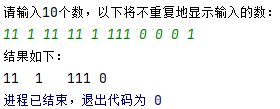 请输入10个数，以下将不重复地显示输入的数：
11 1 11 11 1 111 0 0 0 1
结果如下：
11 1 111 0
进程已结束，退出代码为 0